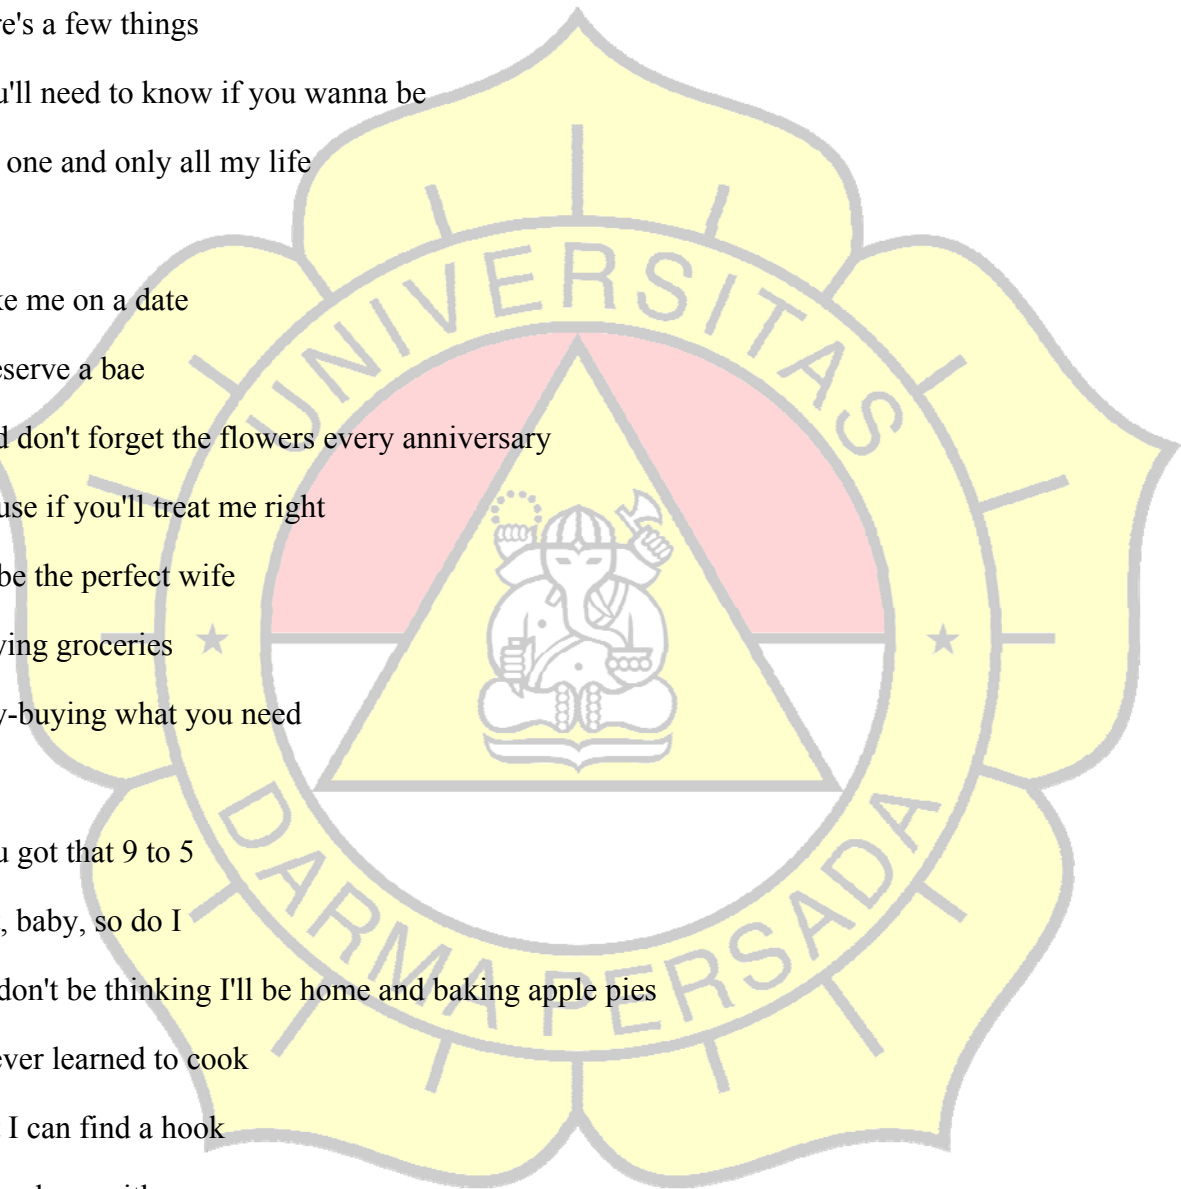 're's a few things
u'll need to know if you wanna be
one and only all my life
ke me on a date
eserve a bae
d don't forget the flowers every anniversary
use if you'll treat me right
be the perfect wife
ying groceries
y-buying what you need
u got that 9 to 5
, baby, so do I
don't be thinking I'll be home and baking apple pies
ever learned to cook
I can find a hook
UNIVERSITAS
DARMA PERSADA